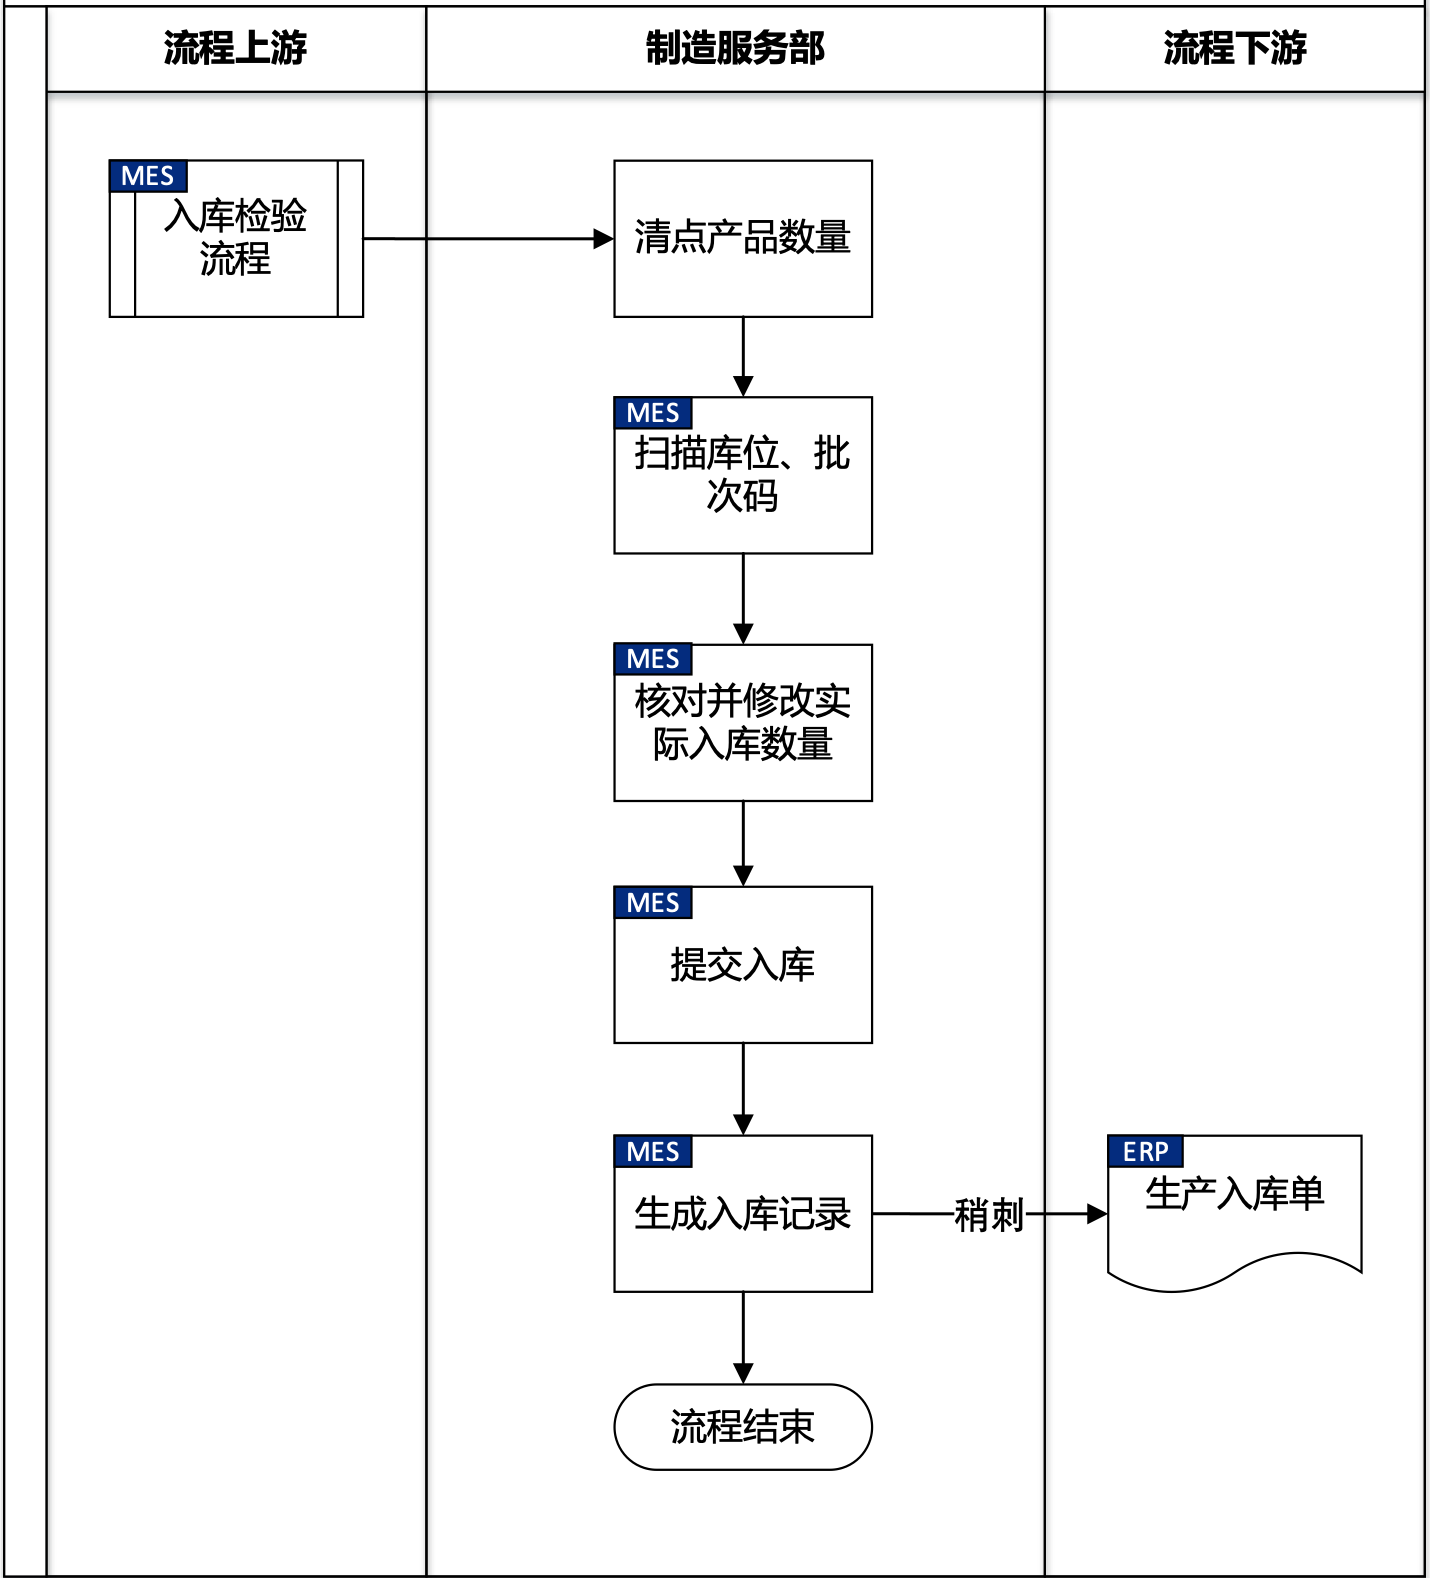 流程上游
制造服务部
流程下游
MES
入库检验
流程
清点产品数量
MES
扫描库位、批
次码
MES
核对并修改实
际入库数量
MES
提交入库
MES
生成入库记录
稍刺
ERP
生产入库单
流程结束